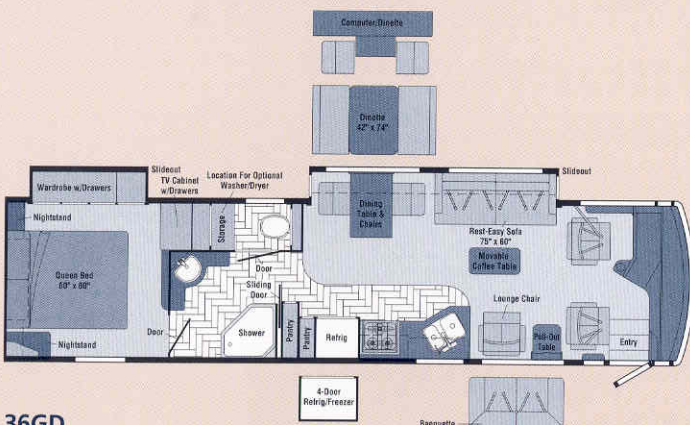 Computer/Dinette
Dinette
42" x 74"
Slideout
TV Cabinet
w/Drawers
Location For Optional
Washer/Dryer
Slideout
Wardrobe w/Drawers
Nightstand
Storage
Dining
Table &
Chairs
Rest-Easy Sofa
75" x 60"
Movable
Coffee Table
Queen Bed
60" x 80"
Door
Sliding
Door
Lounge Chair
Door
Shower
Pantry
Pantry
Refrig
Pull-Out
Table
Entry
Nightstand
4-Door
Refrig/Freezer
36GD
Banquette